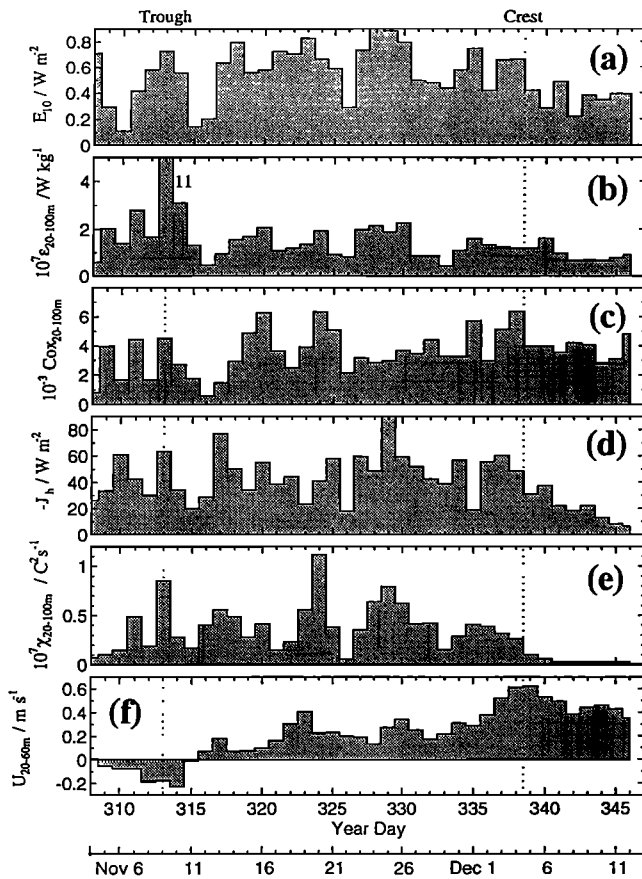 Trough Crest
E₁₀ / W m⁻²
0.8
0.6
0.4
0.2
0
(a)
10⁷ε₂₀₋₁₀₀ₘ /W kg⁻¹
4
2
0
11
(b)
10⁻³ Cox₂₀₋₁₀₀ₘ
6
4
2
0
(c)
-Jₕ / W m⁻²
80
60
40
20
0
(d)
10⁷χ₂₀₋₁₀₀ₘ / C²s⁻¹
1
0.5
0
(e)
U₂₀₋₆₀ₘ / m s⁻¹
0.6
0.4
0.2
0
-0.2
(f)
310 315 320 325 330 335 340 345
Year Day
Nov 6 11 16 21 26 Dec 1 6 11